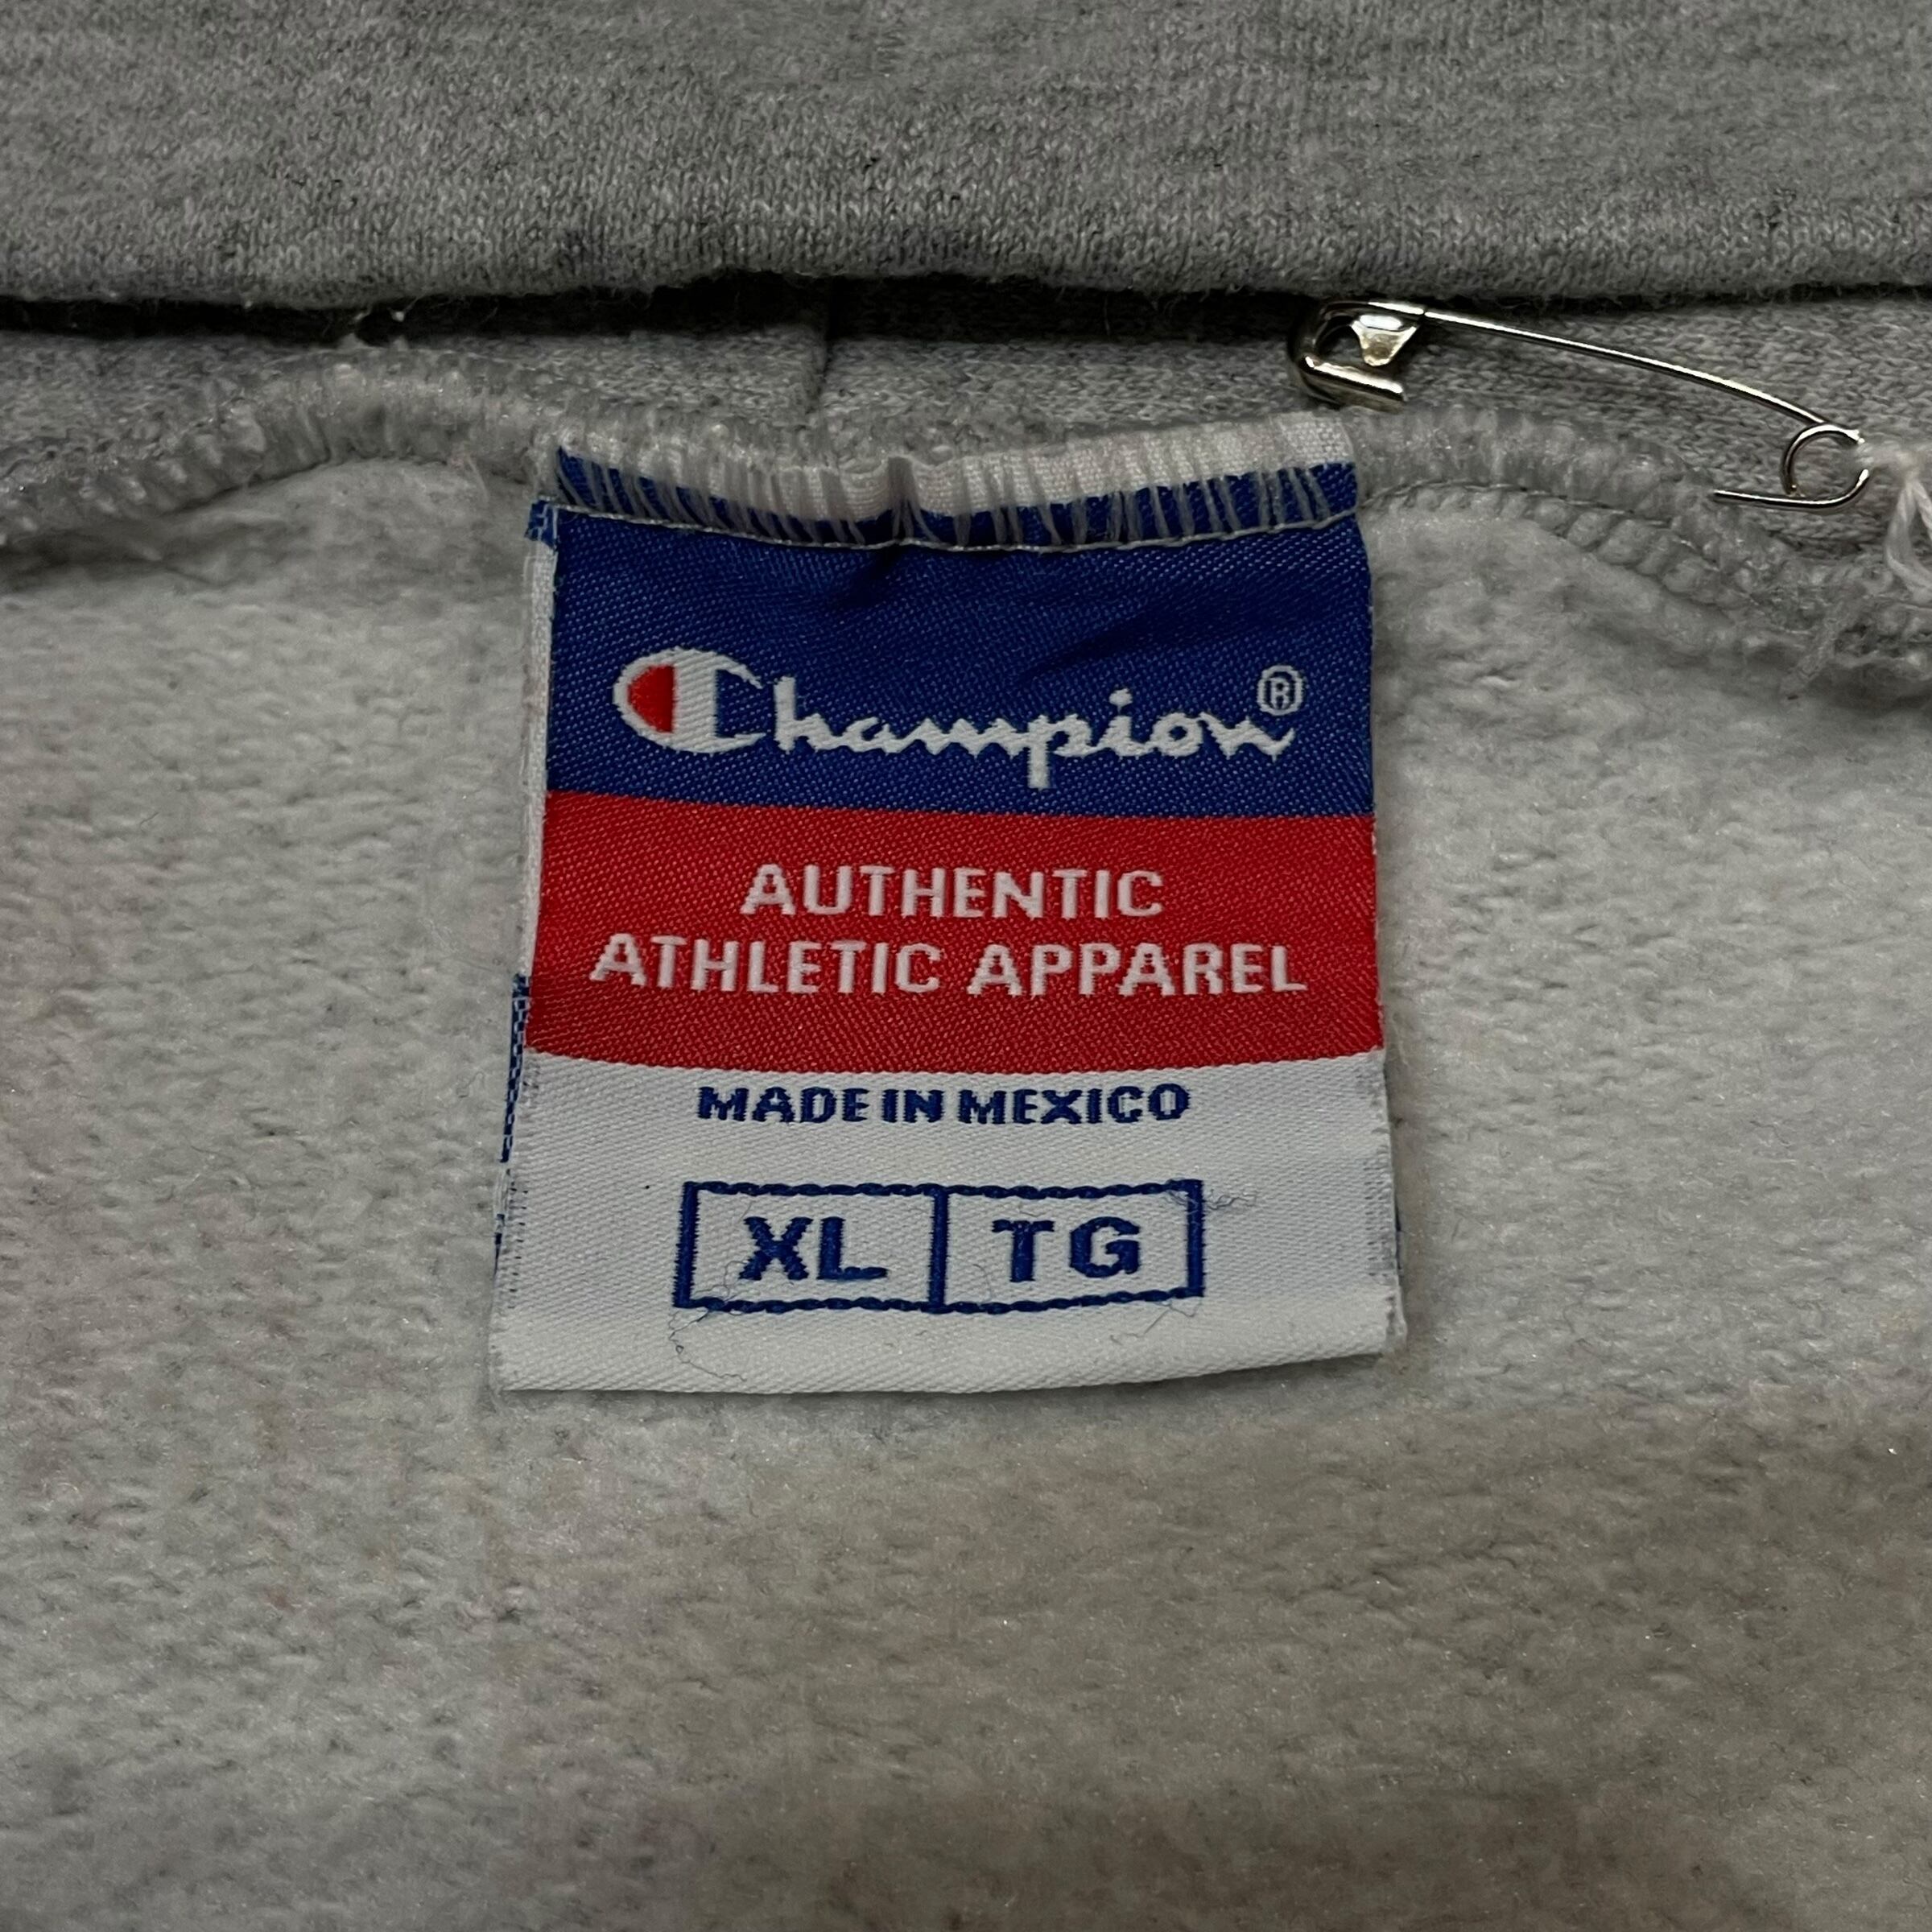 Champion®
AUTHENTIC
ATHLETIC APPAREL
MADE IN MEXICO
XL TG